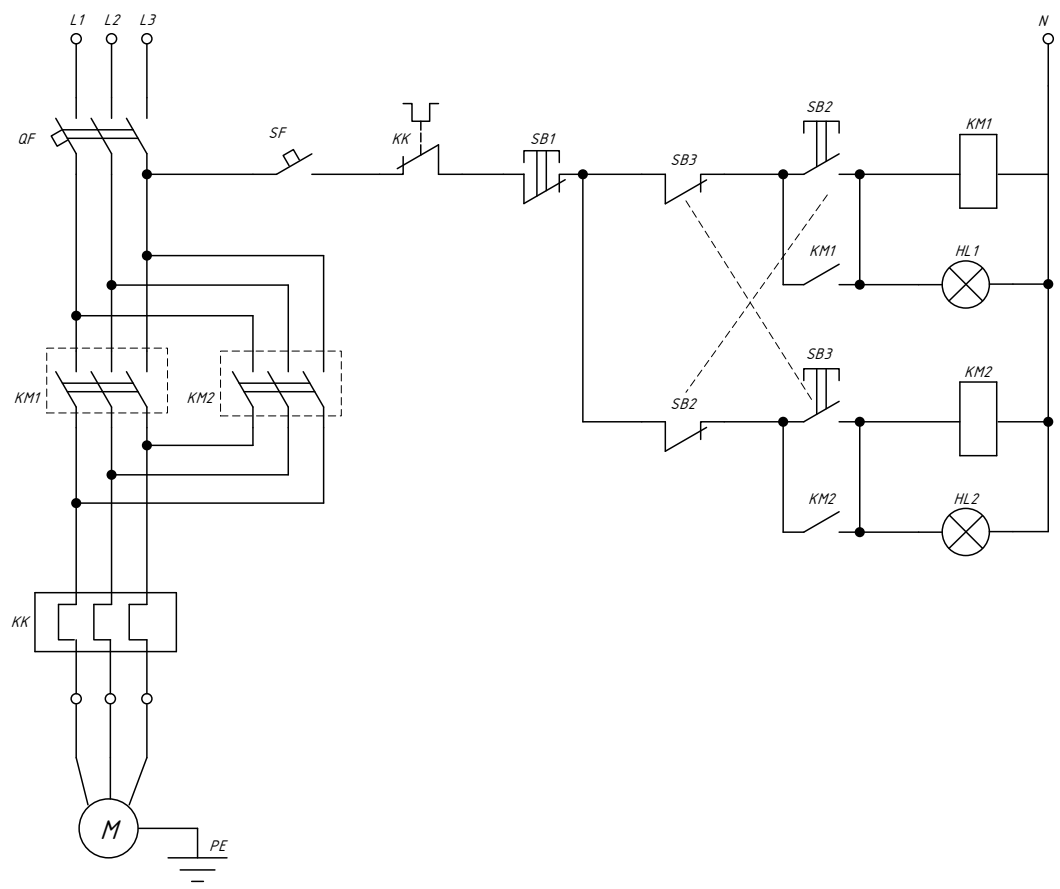 L1 L2 L3 N
QF SF KK SB1 SB3 SB2 KM1
KM1 HL1
KM1 KM2 SB2 SB3 KM2
KM2 HL2
KK
M
PE